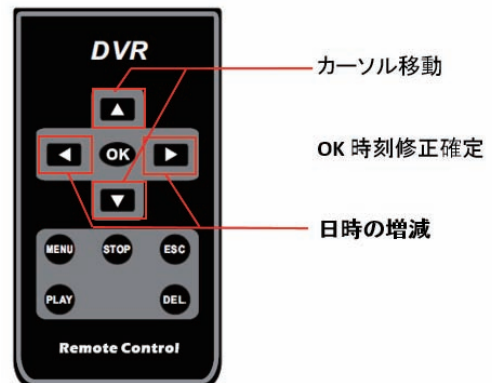 DVR
カーソル移動
OK
OK 時刻修正確定
日時の増減
MENU STOP ESC
PLAY DEL.
Remote Control